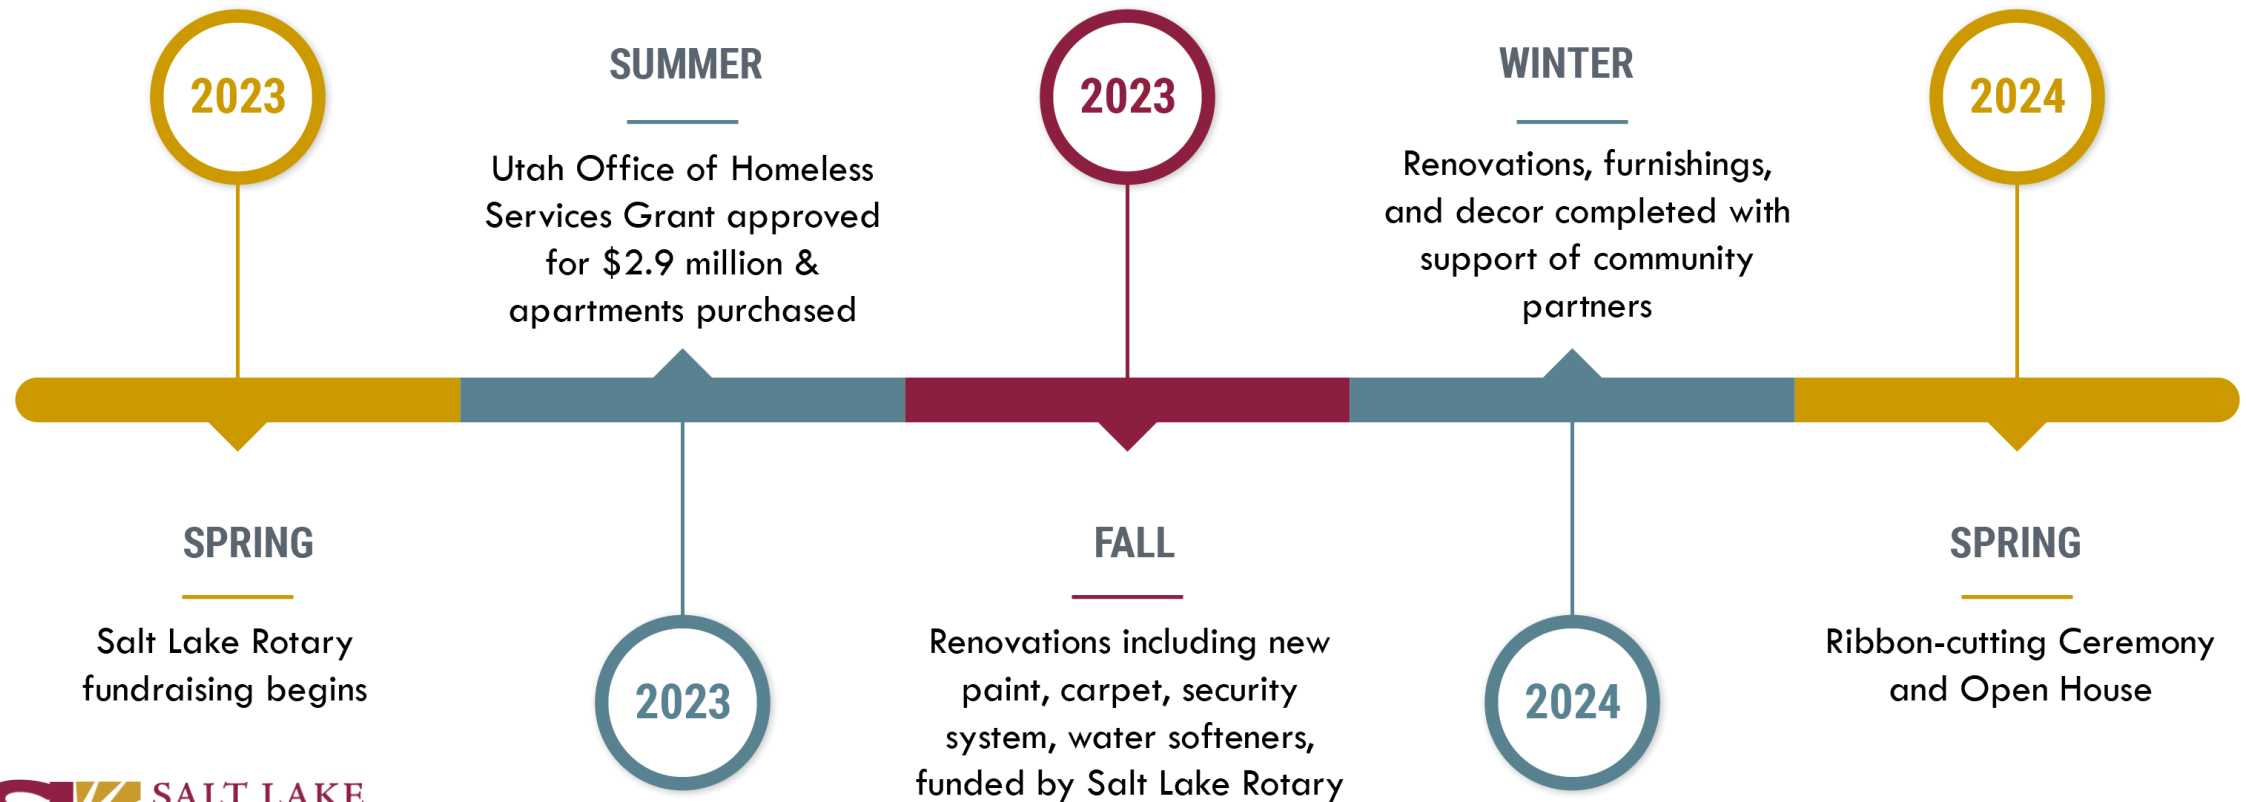 2023
SPRING
Salt Lake Rotary
fundraising begins
SUMMER
Utah Office of Homeless
Services Grant approved
for $2.9 million &
apartments purchased
2023
2023
FALL
Renovations including new
paint, carpet, security
system, water softeners,
funded by Salt Lake Rotary
WINTER
Renovations, furnishings,
and decor completed with
support of community
partners
2024
2024
SPRING
Ribbon-cutting Ceremony
and Open House
SALT LAKE